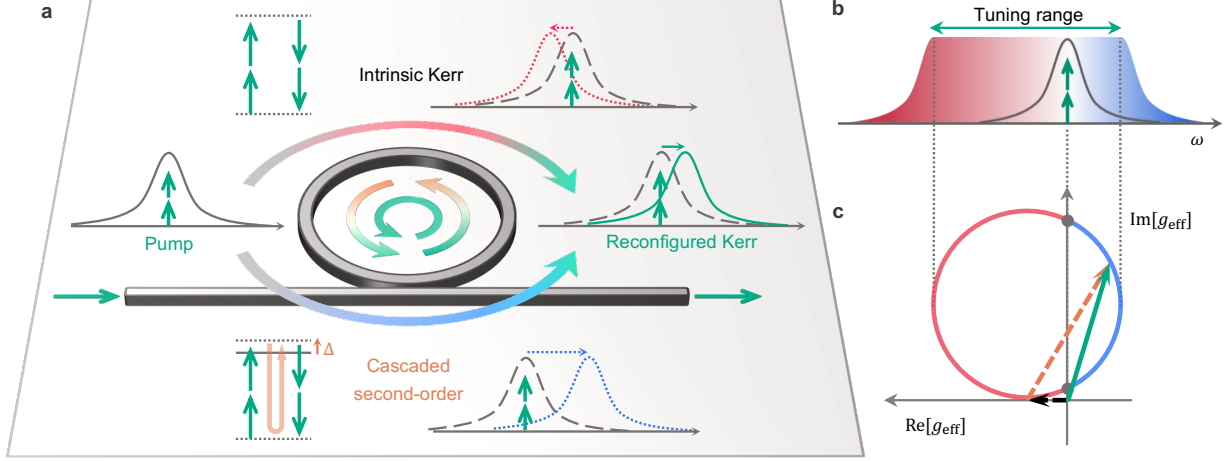 a
Intrinsic Kerr
Pump
Reconfigured Kerr
Δ
Cascaded
second-order
b
Tuning range
ω
c
Im[g_eff]
Re[g_eff]